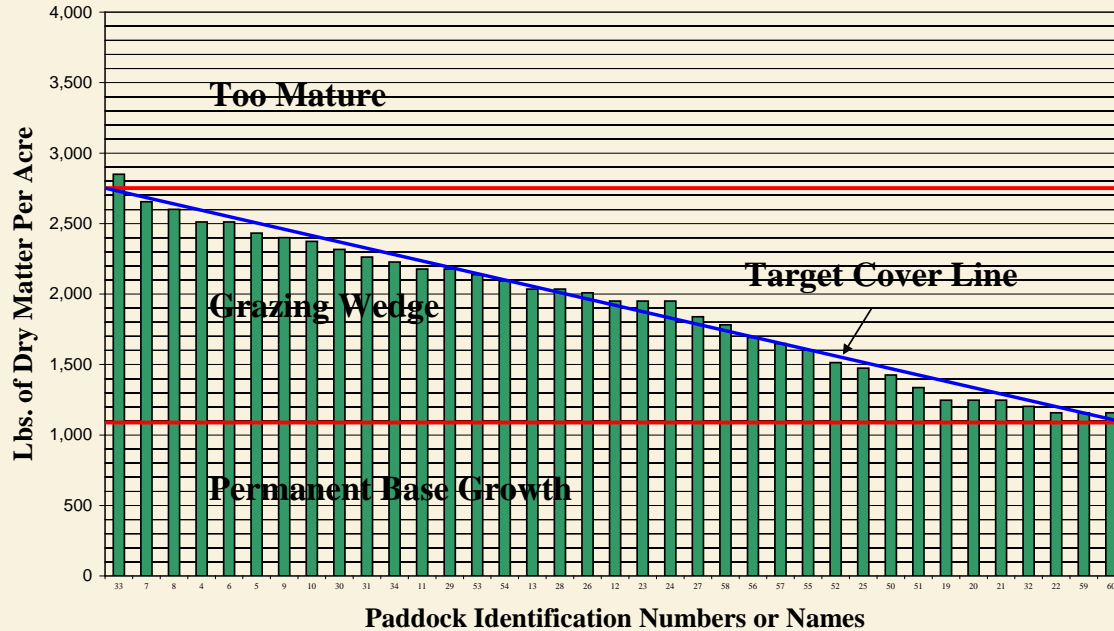 4,000
3,500
Too Mature
3,000
2,500
Target Cover Line
2,000
Grazing Wedge
1,500
1,000
Permanent Base Growth
500
0
Lbs. of Dry Matter Per Acre
33 7 8 4 6 5 9 10 30 31 34 11 29 53 54 13 28 26 12 23 24 27 58 56 57 55 52 25 50 51 19 20 21 32 22 59 60
Paddock Identification Numbers or Names